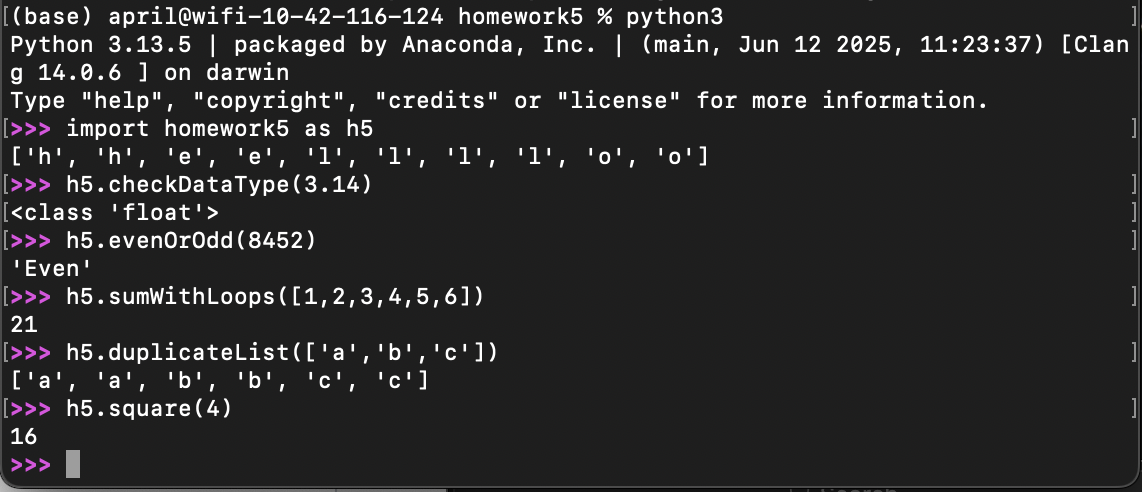 (base) april@wifi-10-42-116-124 homework5 % python3
Python 3.13.5 | packaged by Anaconda, Inc. | (main, Jun 12 2025, 11:23:37) [Clan
g 14.0.6 ] on darwin
Type "help", "copyright", "credits" or "license" for more information.
>>> import homework5 as h5
['h', 'h', 'e', 'e', 'l', 'l', 'l', 'l', 'o', 'o']
>>> h5.checkDataType(3.14)
<class 'float'>
>>> h5.evenOrOdd(8452)
'Even'
>>> h5.sumWithLoops([1,2,3,4,5,6])
21
>>> h5.duplicateList(['a','b','c'])
['a', 'a', 'b', 'b', 'c', 'c']
>>> h5.square(4)
16
>>>